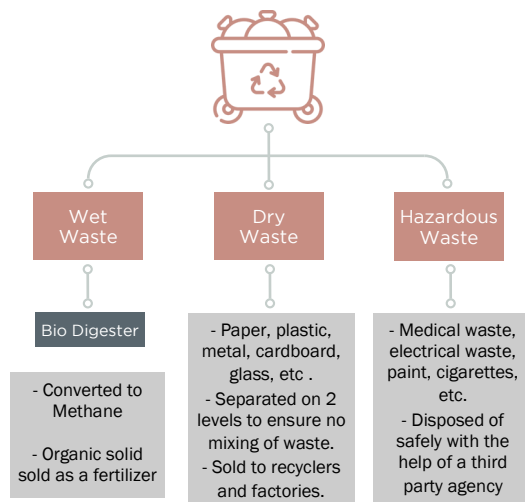 Wet
Waste
Dry
Waste
Hazardous
Waste
Bio Digester
- Converted to
Methane
- Organic solid
sold as a fertilizer
- Paper, plastic,
metal, cardboard,
glass, etc .
- Separated on 2
levels to ensure no
mixing of waste.
- Sold to recyclers
and factories.
- Medical waste,
electrical waste,
paint, cigarettes,
etc.
- Disposed of
safely with the
help of a third
party agency